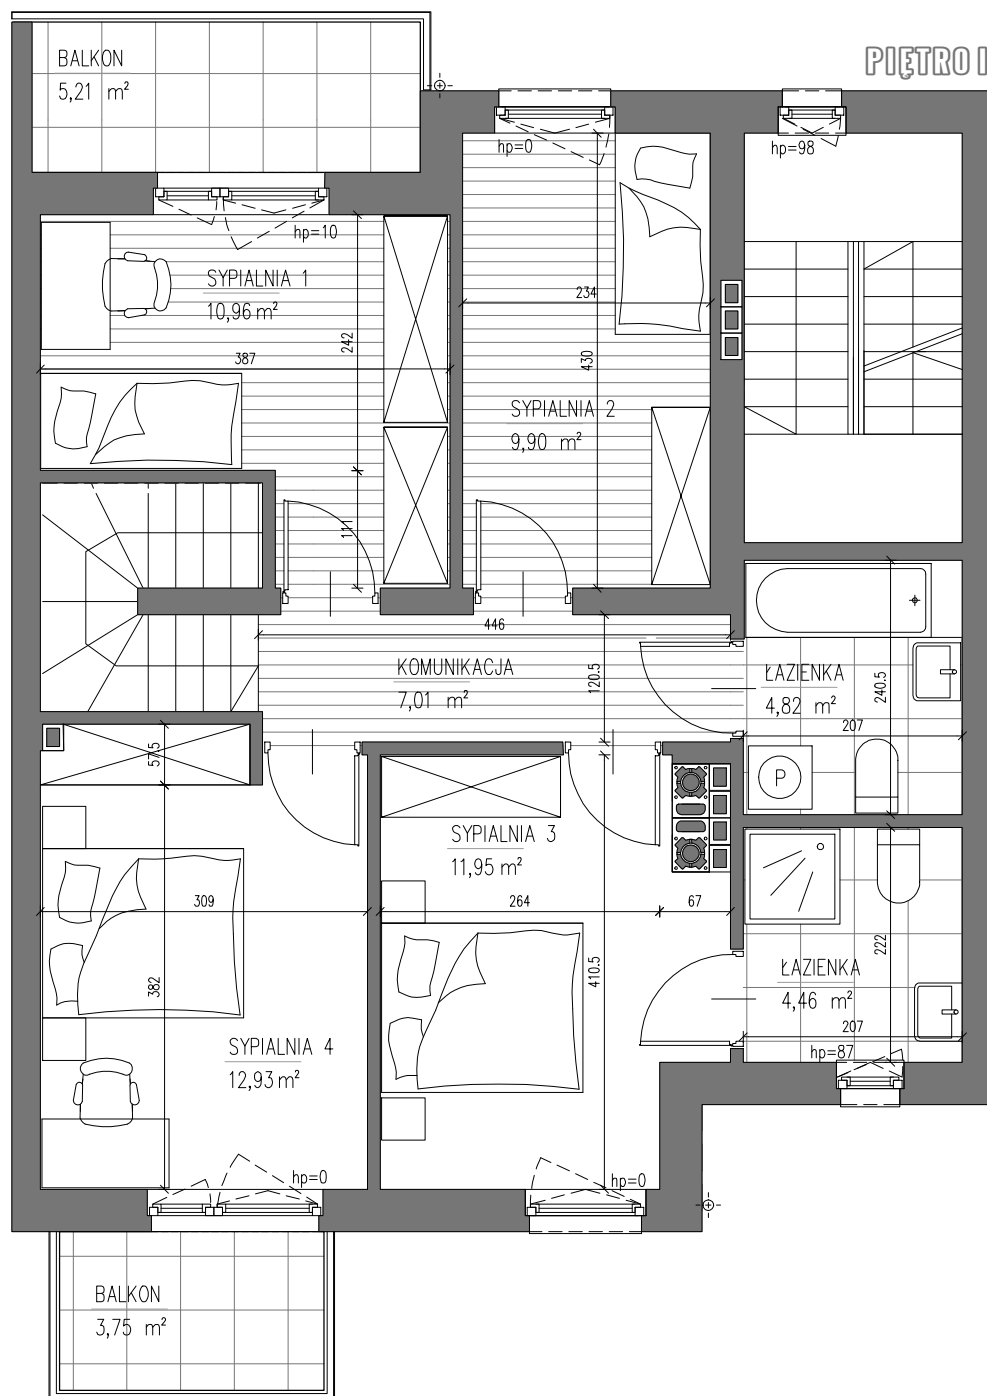 PIĘTRO I
BALKON
5,21 m²
hp=0
hp=98
hp=10
SYPIALNIA 1
10,96 m²
234
242
387
430
SYPIALNIA 2
9,90 m²
111
446
KOMUNIKACJA
7,01 m²
120.5
ŁAZIENKA
4,82 m²
240.5
207
57.5
P
SYPIALNIA 3
11,95 m²
309
264
67
222
382
410.5
ŁAZIENKA
4,46 m²
207
hp=87
SYPIALNIA 4
12,93 m²
hp=0
hp=0
BALKON
3,75 m²